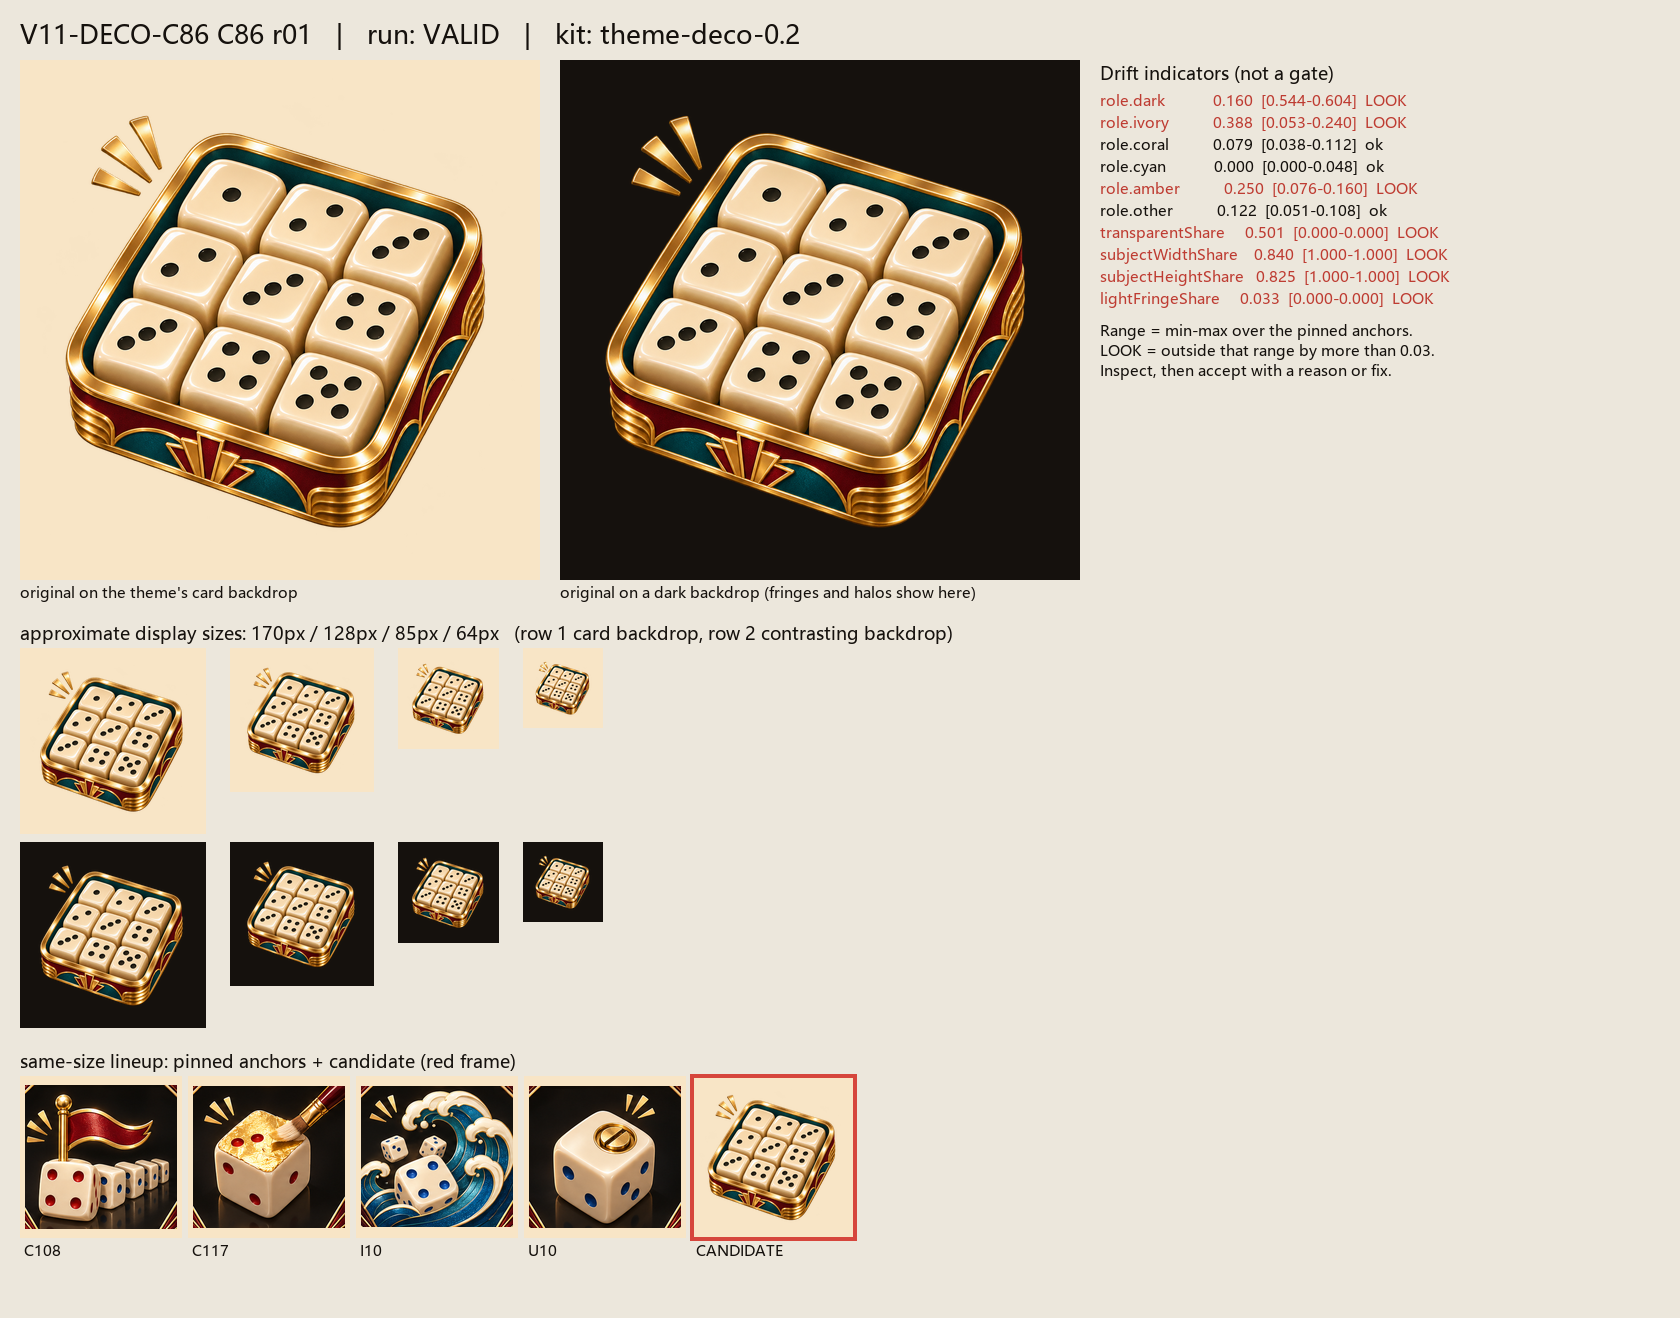 V11-DECO-C86 C86 r01 | run: VALID | kit: theme-deco-0.2
original on the theme's card backdrop
original on a dark backdrop (fringes and halos show here)
Drift indicators (not a gate)
role.dark 0.160 [0.544-0.604] LOOK
role.ivory 0.388 [0.053-0.240] LOOK
role.coral 0.079 [0.038-0.112] ok
role.cyan 0.000 [0.000-0.048] ok
role.amber 0.250 [0.076-0.160] LOOK
role.other 0.122 [0.051-0.108] ok
transparentShare 0.501 [0.000-0.000] LOOK
subjectWidthShare 0.840 [1.000-1.000] LOOK
subjectHeightShare 0.825 [1.000-1.000] LOOK
lightFringeShare 0.033 [0.000-0.000] LOOK
Range = min-max over the pinned anchors.
LOOK = outside that range by more than 0.03.
Inspect, then accept with a reason or fix.
approximate display sizes: 170px / 128px / 85px / 64px (row 1 card backdrop, row 2 contrasting backdrop)
same-size lineup: pinned anchors + candidate (red frame)
C108
C117
I10
U10
CANDIDATE